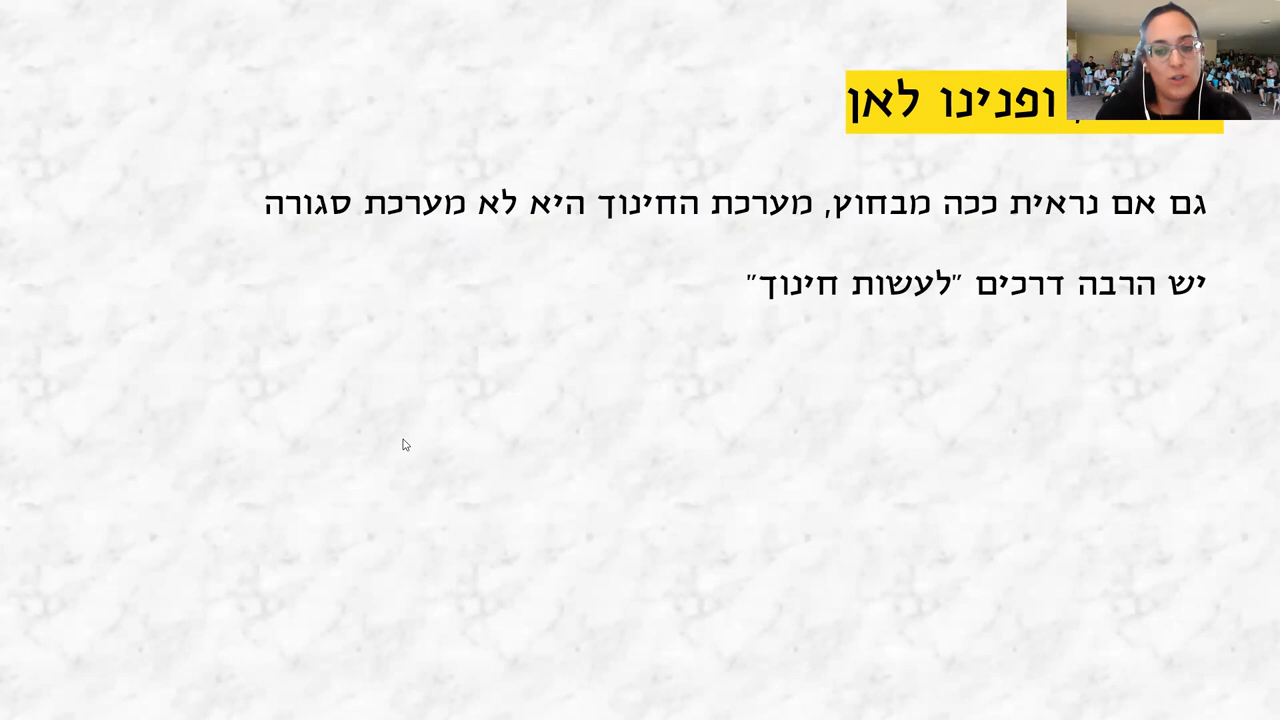 ופנינו לאן
גם אם נראית ככה מבחוץ, מערכת החינוך היא לא מערכת סגורה
יש הרבה דרכים "לעשות חינוך"